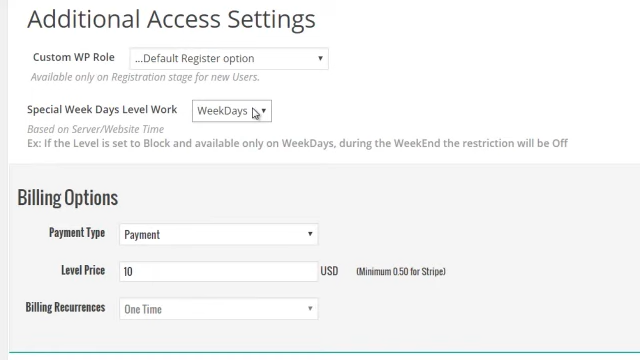 Additional Access Settings
Custom WP Role ...Default Register option
Available only on Registration stage for new Users.
Special Week Days Level Work WeekDays
Based on Server/Website Time
Ex: If the Level is set to Block and available only on WeekDays, during the WeekEnd the restriction will be Off
Billing Options
Payment Type Payment
Level Price 10 USD (Minimum 0.50 for Stripe)
Billing Recurrences One Time